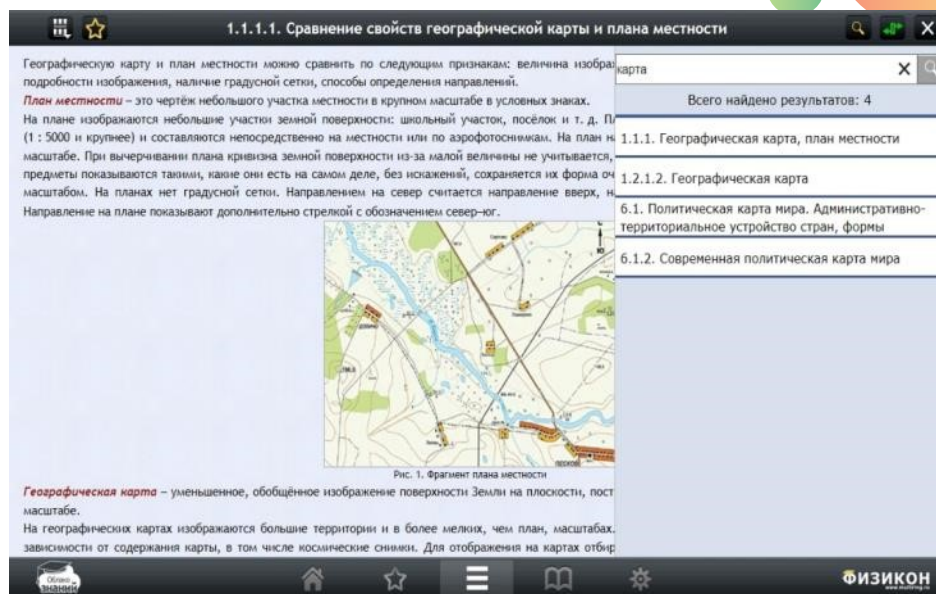 1.1.1.1. Сравнение свойств географической карты и плана местности
Географическую карту и план местности можно сравнить по следующим признакам: величина изобра
подробности изображения, наличие градусной сетки, способы определения направлений.
План местности – это чертёж небольшого участка местности в крупном масштабе в условных знаках.
На плане изображаются небольшие участки земной поверхности: школьный участок, посёлок и т. д. П
(1 : 5000 и крупнее) и составляются непосредственно на местности или по аэрофотоснимкам. На план н
масштабе. При вычерчивании плана кривизна земной поверхности из-за малой величины не учитывается,
предметы показываются такими, какие они есть на самом деле, без искажений, сохраняется их форма оч
масштабом. На планах нет градусной сетки. Направлением на север считается направление вверх, н
Направление на плане показывают дополнительно стрелкой с обозначением север-юг.
Рис. 1. Фрагмент плана местности
Географическая карта – уменьшенное, обобщённое изображение поверхности Земли на плоскости, пост
масштабе.
На географических картах изображаются большие территории и в более мелких, чем план, масштабах.
зависимости от содержания карты, в том числе космические снимки. Для отображения на картах отбир
карта
Всего найдено результатов: 4
1.1.1. Географическая карта, план местности
1.2.1.2. Географическая карта
6.1. Политическая карта мира. Административно-
территориальное устройство стран, формы
6.1.2. Современная политическая карта мира
Облако
знаний
ФИЗИКОН